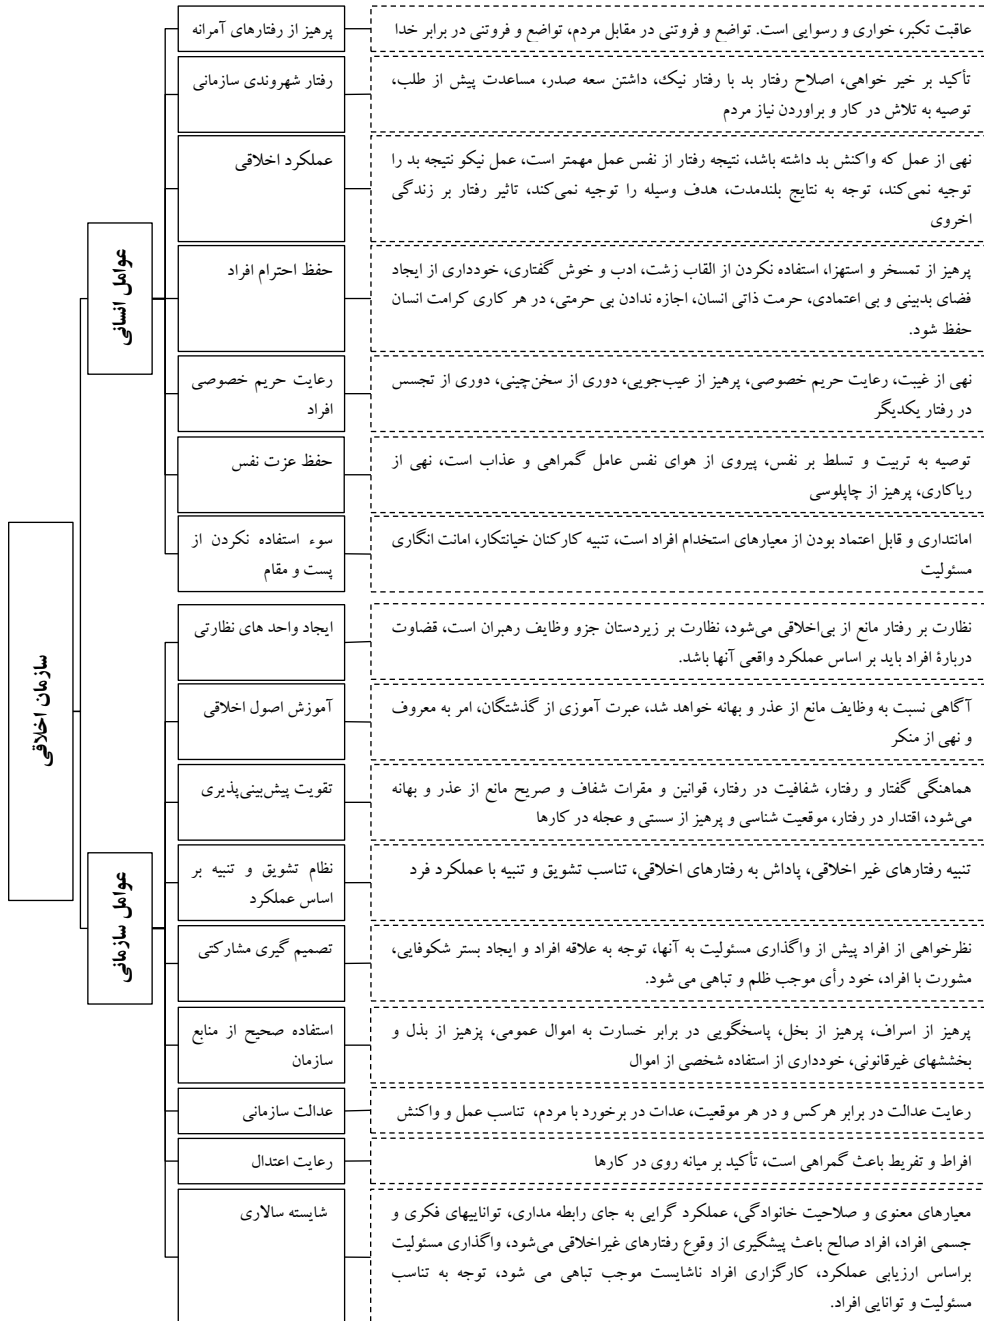 سازمان اخلاقی
عوامل انسانی
پرهیز از رفتارهای آمرانه
عاقبت تکبر، خواری و رسوایی است. تواضع و فروتنی در مقابل مردم، تواضع و فروتنی در برابر خدا
رفتار شهروندی سازمانی
تأکید بر خیر خواهی، اصلاح رفتار بد با رفتار نیک، داشتن سعه صدر، مساعدت پیش از طلب،
توصیه به تلاش در کار و براوردن نیاز مردم
عملکرد اخلاقی
نهی از عمل که واکنش بد داشته باشد، نتیجه رفتار از نفس عمل مهمتر است، عمل نیکو نتیجه بد را
توجیه نمی‌کند، توجه به نتایج بلندمدت، هدف وسیله را توجیه نمی‌کند، تاثیر رفتار بر زندگی
اخروی
حفظ احترام افراد
پرهیز از تمسخر و استهزا، استفاده نکردن از القاب زشت، ادب و خوش گفتاری، خودداری از ایجاد
فضای بدبینی و بی اعتمادی، حرمت ذاتی انسان، اجازه ندادن بی حرمتی، در هر کاری کرامت انسان
حفظ شود.
رعایت حریم خصوصی
افراد
نهی از غیبت، رعایت حریم خصوصی، پرهیز از عیب‌جویی، دوری از سخن‌چینی، دوری از تجسس
در رفتار یکدیگر
حفظ عزت نفس
توصیه به تربیت و تسلط بر نفس، پیروی از هوای نفس عامل گمراهی و عذاب است، نهی از
ریاکاری، پرهیز از چاپلوسی
سوء استفاده نکردن از
پست و مقام
امانتداری و قابل اعتماد بودن از معیارهای استخدام افراد است، تنبیه کارکنان خیانتکار، امانت انگاری
مسئولیت
عوامل سازمانی
ایجاد واحد های نظارتی
نظارت بر رفتار مانع از بی‌اخلاقی می‌شود، نظارت بر زیردستان جزو وظایف رهبران است، قضاوت
دربارۀ افراد باید بر اساس عملکرد واقعی آنها باشد.
آموزش اصول اخلاقی
آگاهی نسبت به وظایف مانع از عذر و بهانه خواهد شد، عبرت آموزی از گذشتگان، امر به معروف
و نهی از منکر
تقویت پیش‌بینی‌پذیری
هماهنگی گفتار و رفتار، شفافیت در رفتار، قوانین و مقرات شفاف و صریح مانع از عذر و بهانه
می‌شود، اقتدار در رفتار، موقعیت شناسی و پرهیز از سستی و عجله در کارها
نظام تشویق و تنبیه بر
اساس عملکرد
تنبیه رفتارهای غیر اخلاقی، پاداش به رفتارهای اخلاقی، تناسب تشویق و تنبیه با عملکرد فرد
تصمیم گیری مشارکتی
نظرخواهی از افراد پیش از واگذاری مسئولیت به آنها، توجه به علاقه افراد و ایجاد بستر شکوفایی،
مشورت با افراد، خود رأی موجب ظلم و تباهی می شود.
استفاده صحیح از منابع
سازمان
پرهیز از اسراف، پرهیز از بخل، پاسخگویی در برابر خسارت به اموال عمومی، پزهیز از بذل و
بخششهای غیرقانونی، خودداری از استفاده شخصی از اموال
عدالت سازمانی
رعایت عدالت در برابر هرکس و در هر موقعیت، عدات در برخورد با مردم، تناسب عمل و واکنش
رعایت اعتدال
افراط و تفریط باعث گمراهی است، تأکید بر میانه روی در کارها
شایسته سالاری
معیارهای معنوی و صلاحیت خانوادگی، عملکرد گرایی به جای رابطه مداری، تواناییهای فکری و
جسمی افراد، افراد صالح باعث پیشگیری از وقوع رفتارهای غیراخلاقی می‌شود، واگذاری مسئولیت
براساس ارزیابی عملکرد، کارگزاری افراد ناشایست موجب تباهی می شود، توجه به تناسب
مسئولیت و توانایی افراد.